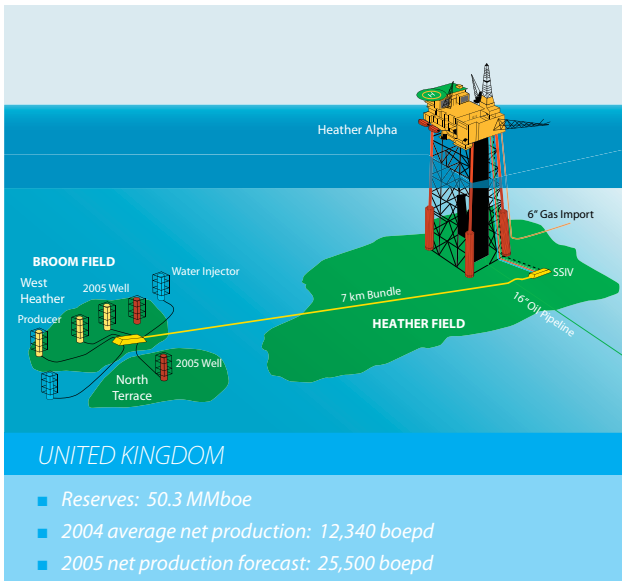 H
Heather Alpha
6” Gas Import
BROOM FIELD
Water Injector
West
Heather
2005 Well
SSIV
7 km Bundle
Producer
16” Oil Pipeline
HEATHER FIELD
2005 Well
North
Terrace
UNITED KINGDOM
Reserves: 50.3 MMboe
2004 average net production: 12,340 boepd
2005 net production forecast: 25,500 boepd